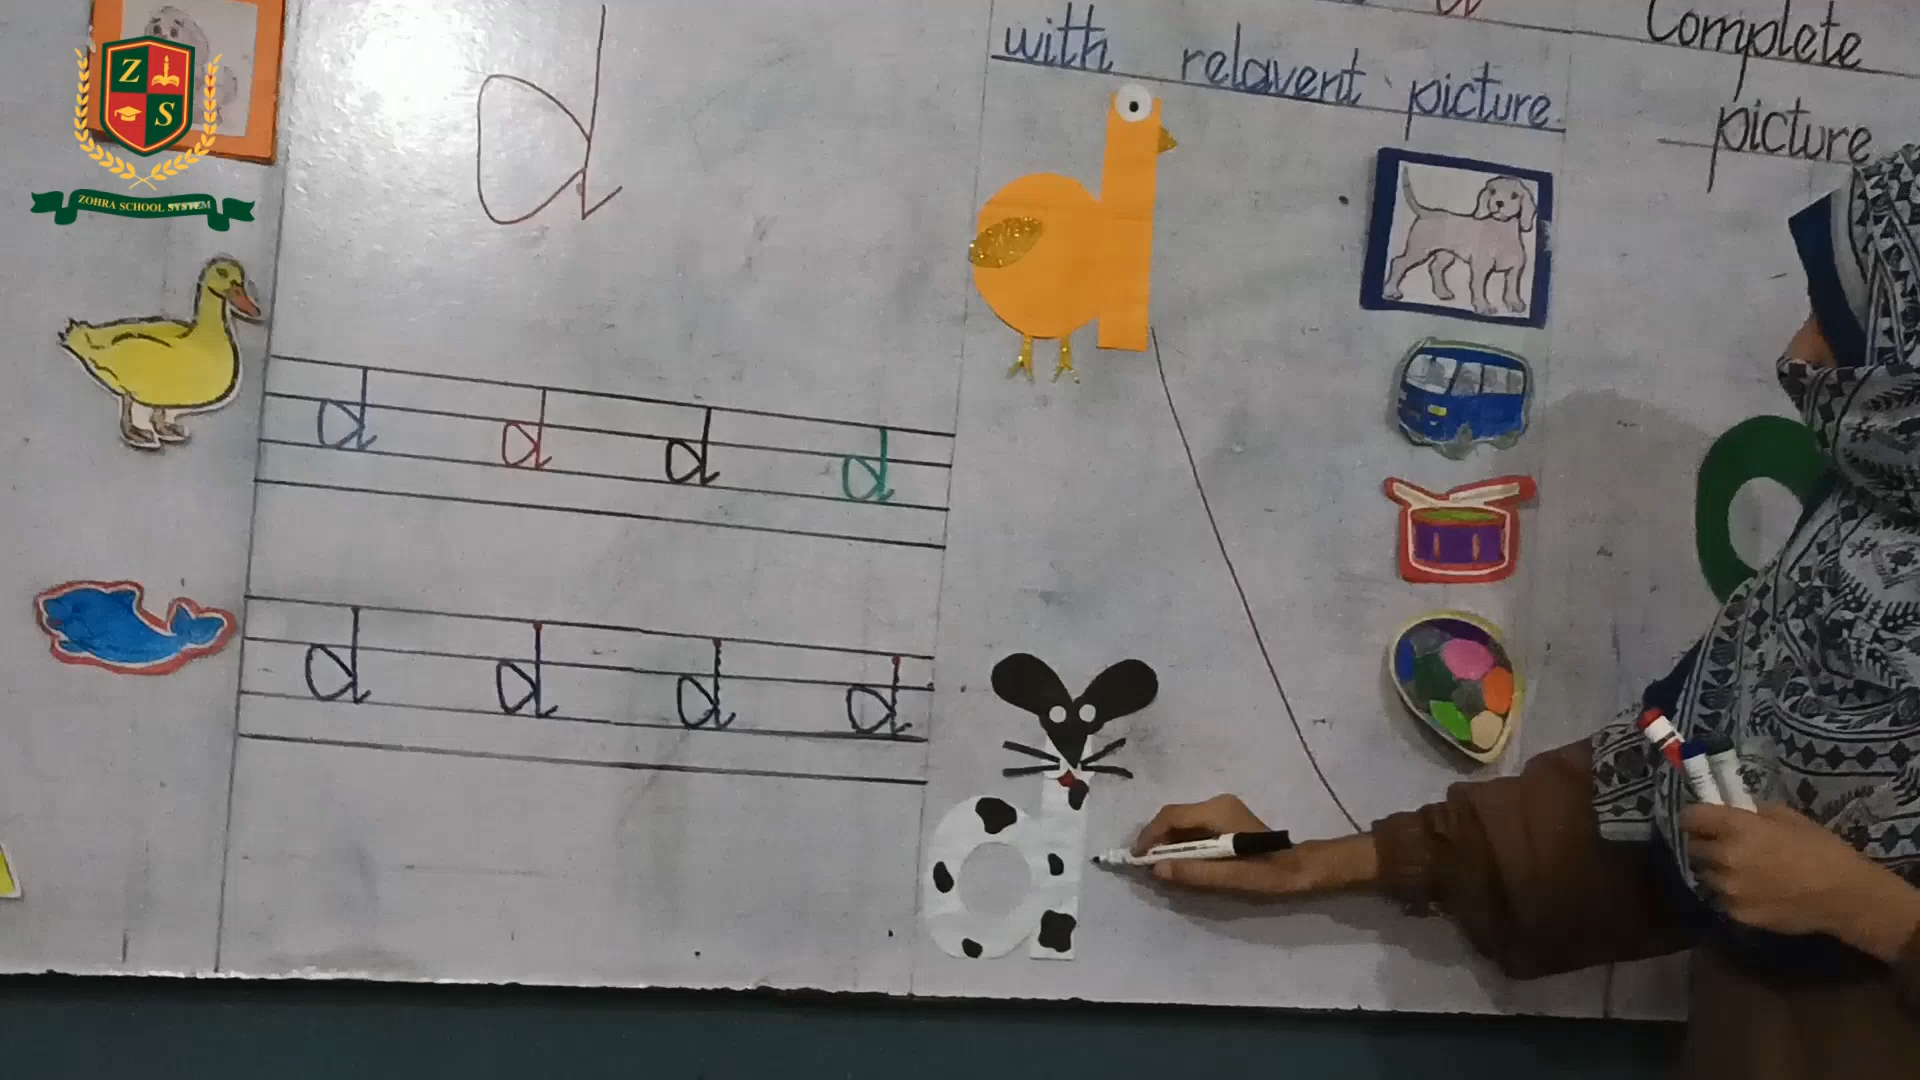 Z
S
ZOHRA SCHOOL SYSTEM
d
with relavent picture.
Complete
picture
d d d d
d d d d